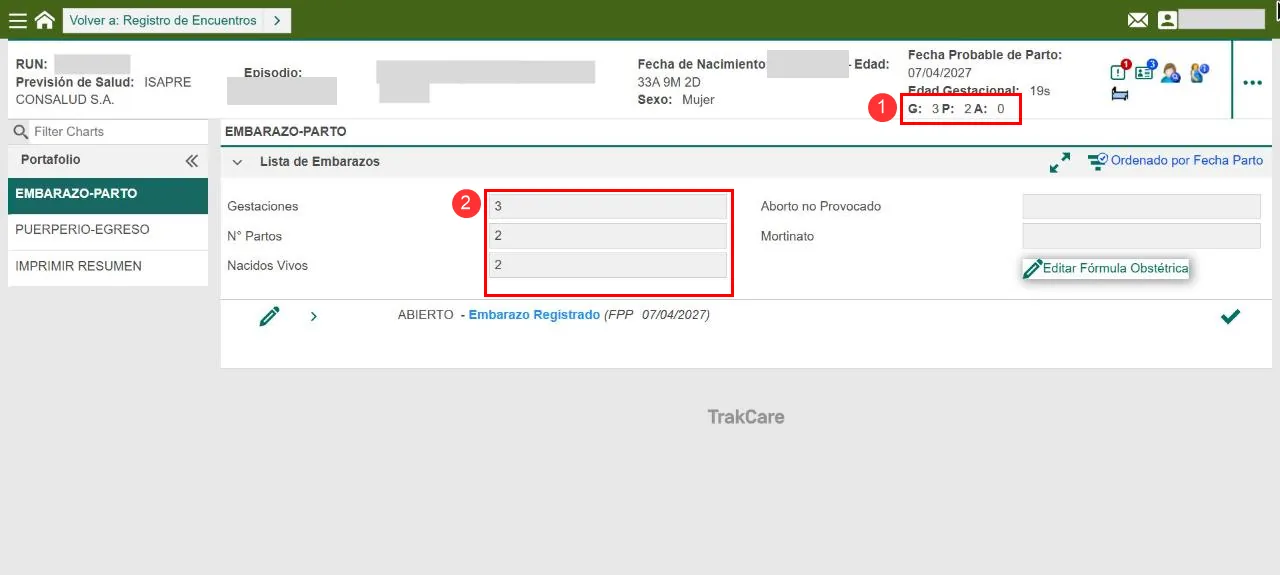 Volver a: Registro de Encuentros
RUN:
Previsión de Salud: ISAPRE
CONSALUD S.A.
Episodio:
Fecha de Nacimiento - Edad:
33A 9M 2D
Sexo: Mujer
Fecha Probable de Parto:
07/04/2027
Edad Gestacional: 19s
G: 3 P: 2 A: 0
1
1
3
Filter Charts
Portafolio
EMBARAZO-PARTO
PUERPERIO-EGRESO
IMPRIMIR RESUMEN
EMBARAZO-PARTO
Lista de Embarazos
Ordenado por Fecha Parto
2
Gestaciones 3
N° Partos 2
Nacidos Vivos 2
Aborto no Provocado
Mortinato
Editar Fórmula Obstétrica
ABIERTO - Embarazo Registrado (FPP 07/04/2027)
TrakCare